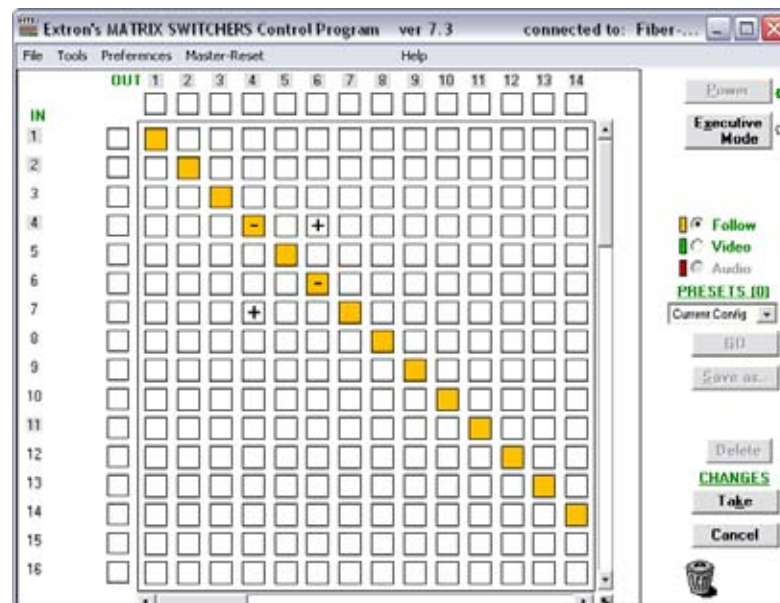 Extron's MATRIX SWITCHERS Control Program ver 7.3 connected to: Fiber-...
File Tools Preferences Master-Reset Help
OUT 1 2 3 4 5 6 7 8 9 10 11 12 13 14
IN
1
2
3
4 - +
5
6 -
7 +
8
9
10
11
12
13
14
15
16
Power
Executive
Mode
Follow
Video
Audio
PRESETS (0)
Current Config
GO
Save as..
Delete
CHANGES
Take
Cancel